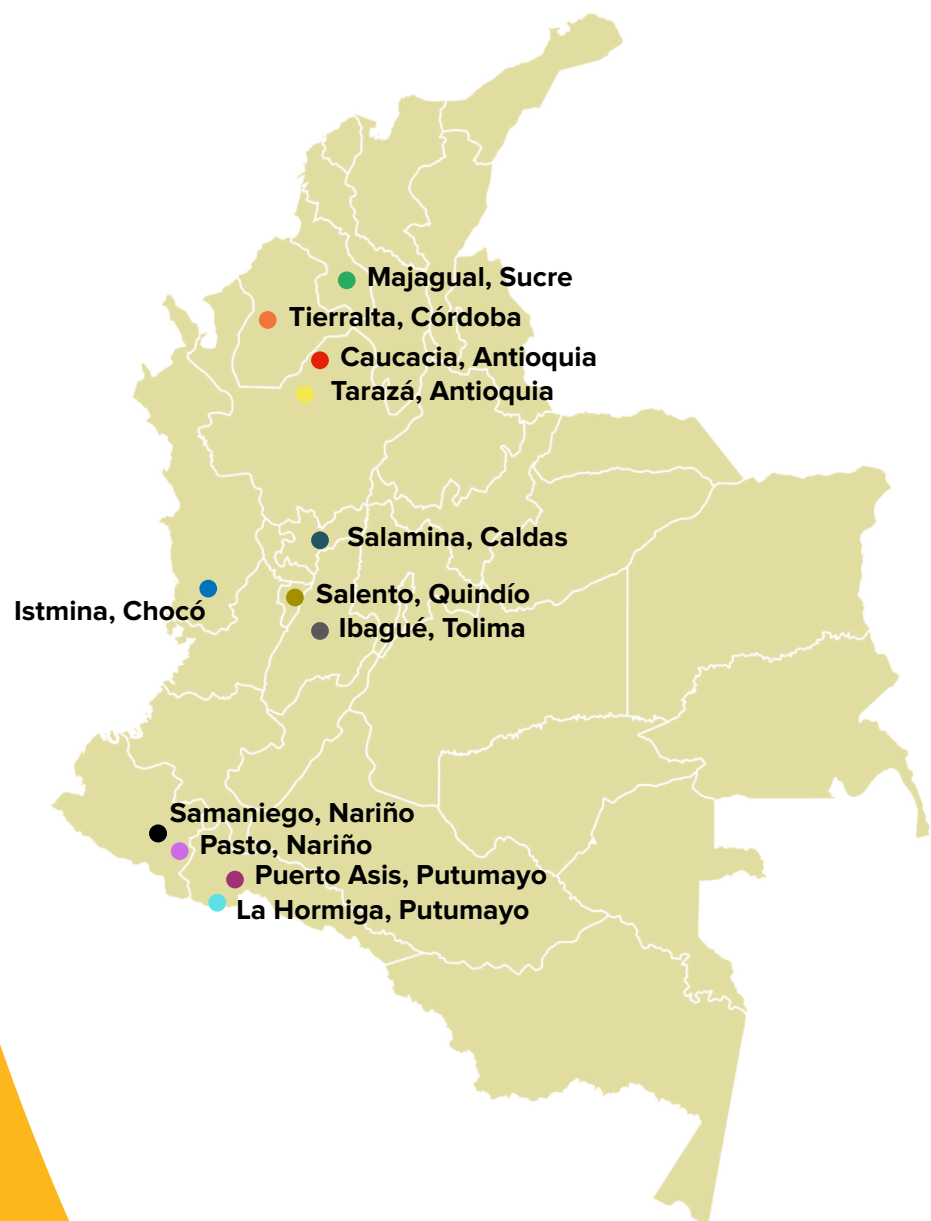 Majagual, Sucre
Tierralta, Córdoba
Caucacia, Antioquia
Tarazá, Antioquia
Salamina, Caldas
Salento, Quindío
Istmina, Chocó
Ibagué, Tolima
Samaniego, Nariño
Pasto, Nariño
Puerto Asis, Putumayo
La Hormiga, Putumayo